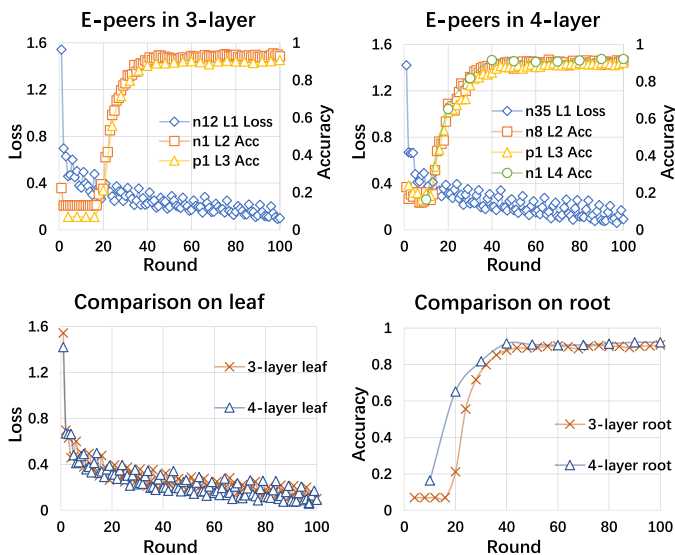 E-peers in 3-layer
1.6
1.2
0.8
0.4
0
Loss
1
0.8
0.6
0.4
0.2
0
Accuracy
n12 L1 Loss
n1 L2 Acc
p1 L3 Acc
0 20 40 60 80 100
Round
E-peers in 4-layer
1.6
1.2
0.8
0.4
0
Loss
1
0.8
0.6
0.4
0.2
0
Accuracy
n35 L1 Loss
n8 L2 Acc
p1 L3 Acc
n1 L4 Acc
0 20 40 60 80 100
Round
Comparison on leaf
1.6
1.2
0.8
0.4
0
Loss
3-layer leaf
4-layer leaf
0 20 40 60 80 100
Round
Comparison on root
1
0.8
0.6
0.4
0.2
0
Accuracy
3-layer root
4-layer root
0 20 40 60 80 100
Round